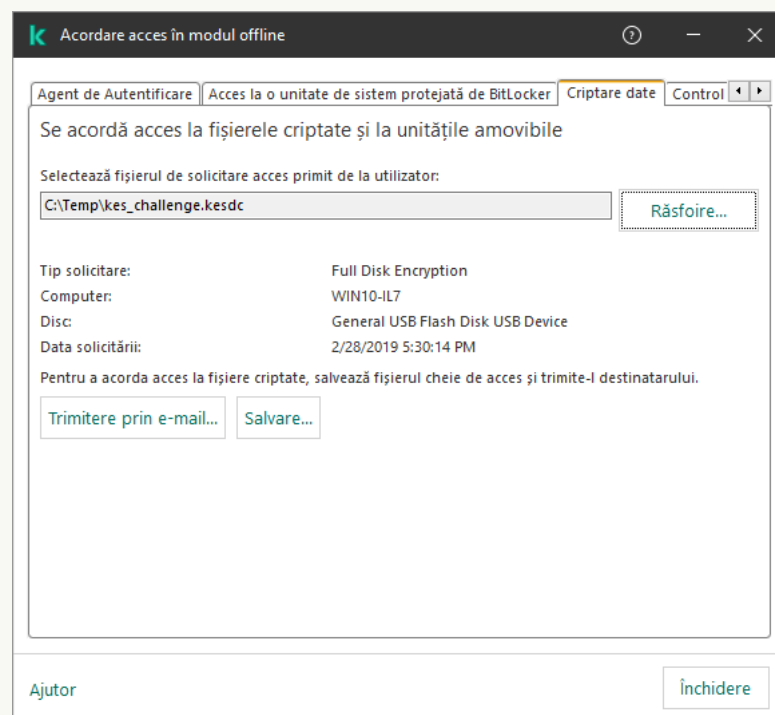 Acordare acces în modul offline
Agent de Autentificare Acces la o unitate de sistem protejată de BitLocker Criptare date Control
Se acordă acces la fișierele criptate și la unitățile amovibile
Selectează fișierul de solicitare acces primit de la utilizator:
C:\Temp\kes_challenge.kesdc Răsfoire...
Tip solicitare: Full Disk Encryption
Computer: WIN10-IL7
Disc: General USB Flash Disk USB Device
Data solicitării: 2/28/2019 5:30:14 PM
Pentru a acorda acces la fișiere criptate, salvează fișierul cheie de acces și trimite-l destinatarului.
Trimitere prin e-mail... Salvare...
Ajutor Închidere